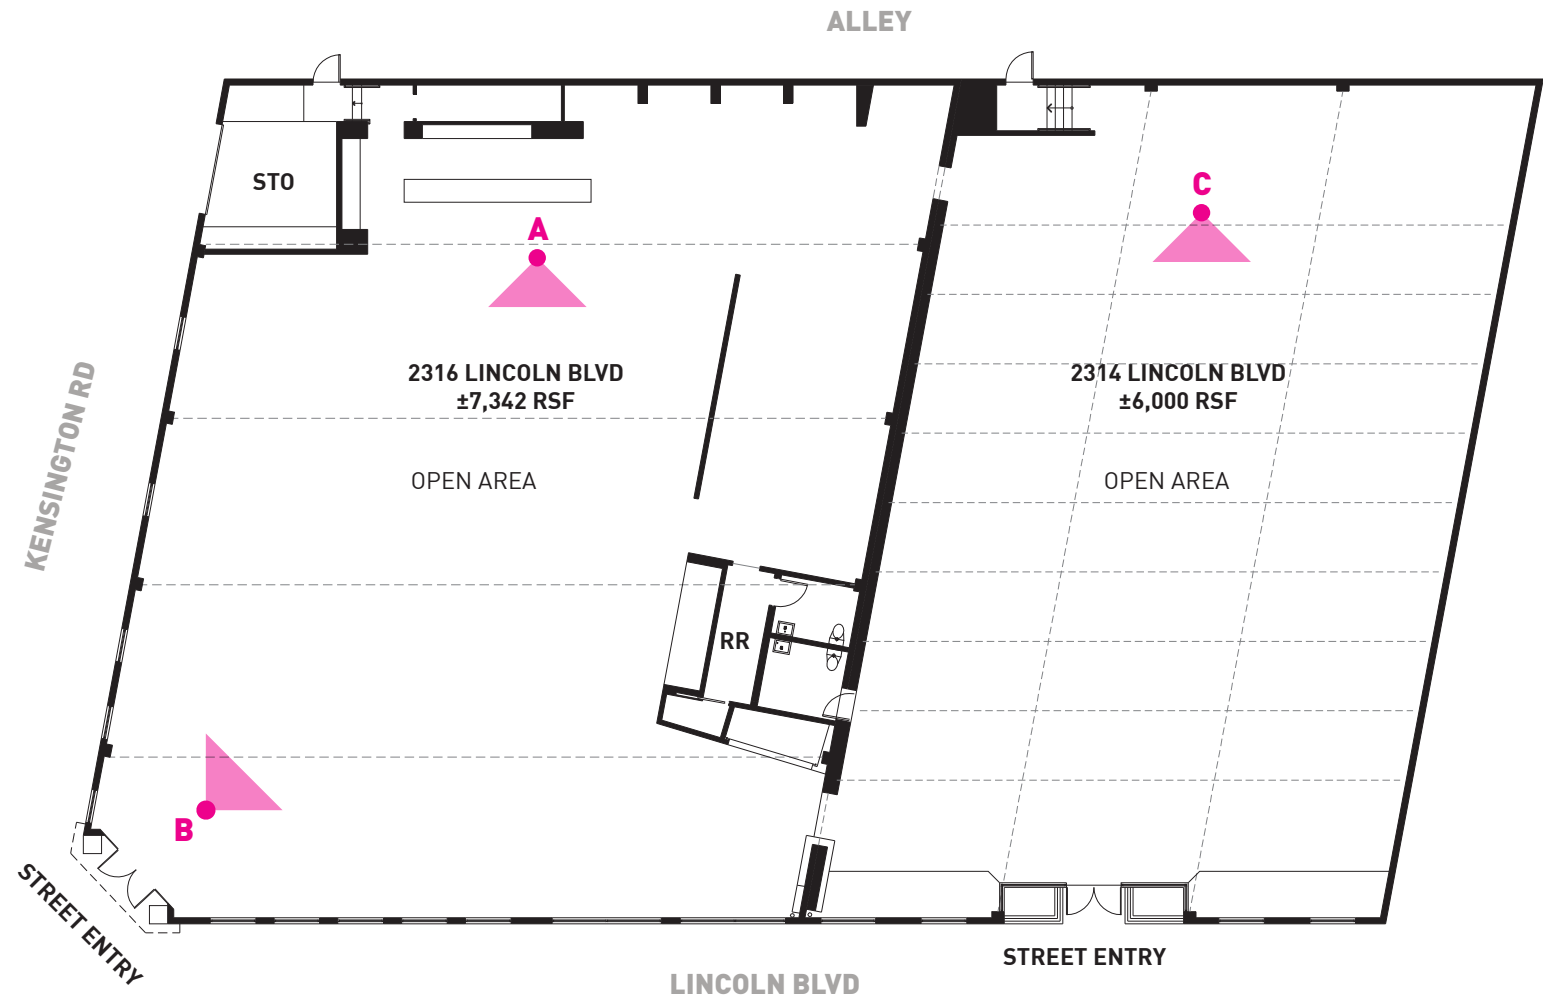 ALLEY
STO
A
C
2316 LINCOLN BLVD
±7,342 RSF
2314 LINCOLN BLVD
±6,000 RSF
KENSINGTON RD
OPEN AREA
OPEN AREA
RR
B
STREET ENTRY
STREET ENTRY
LINCOLN BLVD